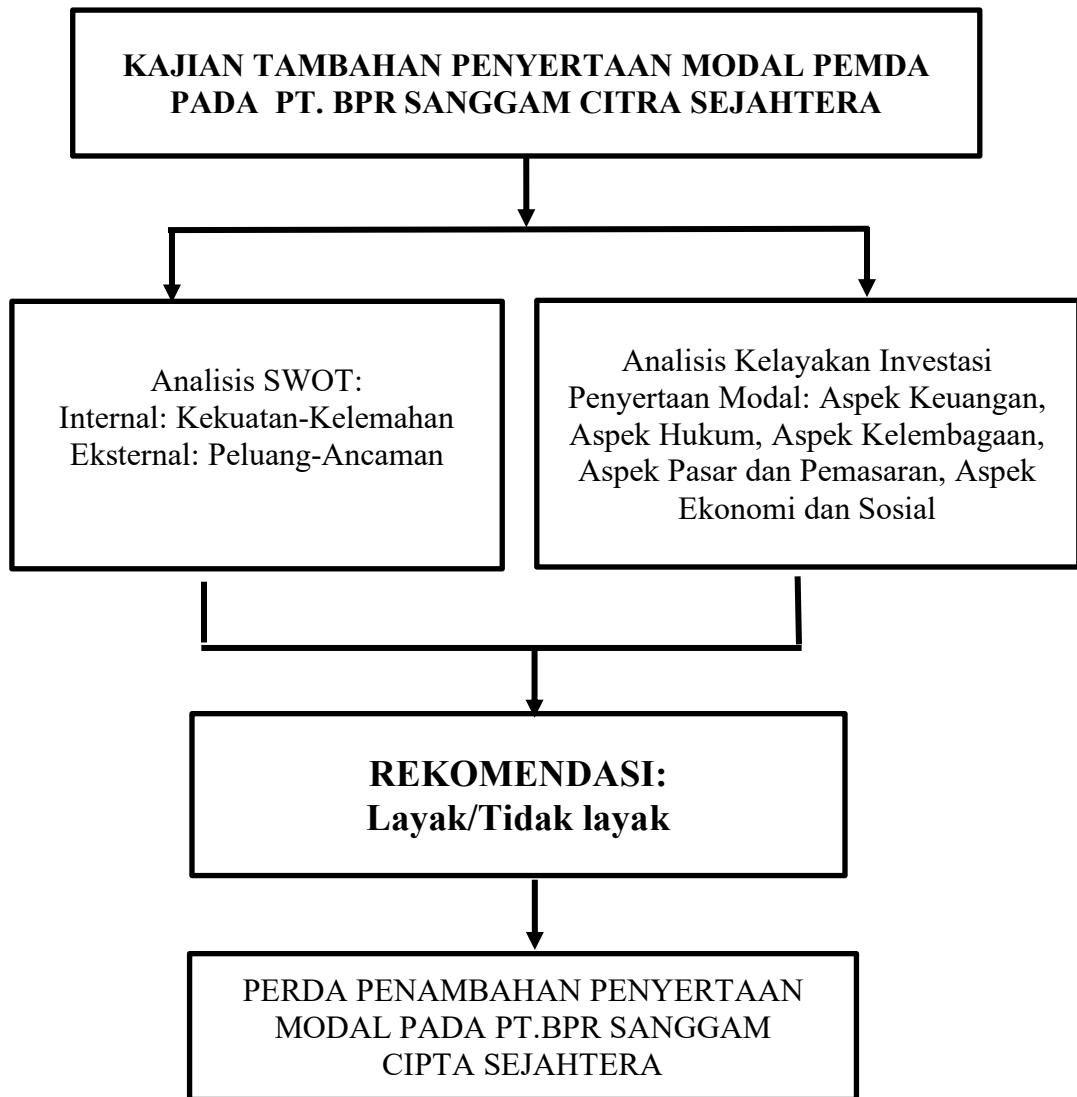 KAJIAN TAMBAHAN PENYERTAAN MODAL PEMDA
PADA PT. BPR SANGGAM CITRA SEJAHTERA
Analisis SWOT:
Internal: Kekuatan-Kelemahan
Eksternal: Peluang-Ancaman
Analisis Kelayakan Investasi
Penyertaan Modal: Aspek Keuangan,
Aspek Hukum, Aspek Kelembagaan,
Aspek Pasar dan Pemasaran, Aspek
Ekonomi dan Sosial
REKOMENDASI:
Layak/Tidak layak
PERDA PENAMBAHAN PENYERTAAN
MODAL PADA PT.BPR SANGGAM
CIPTA SEJAHTERA